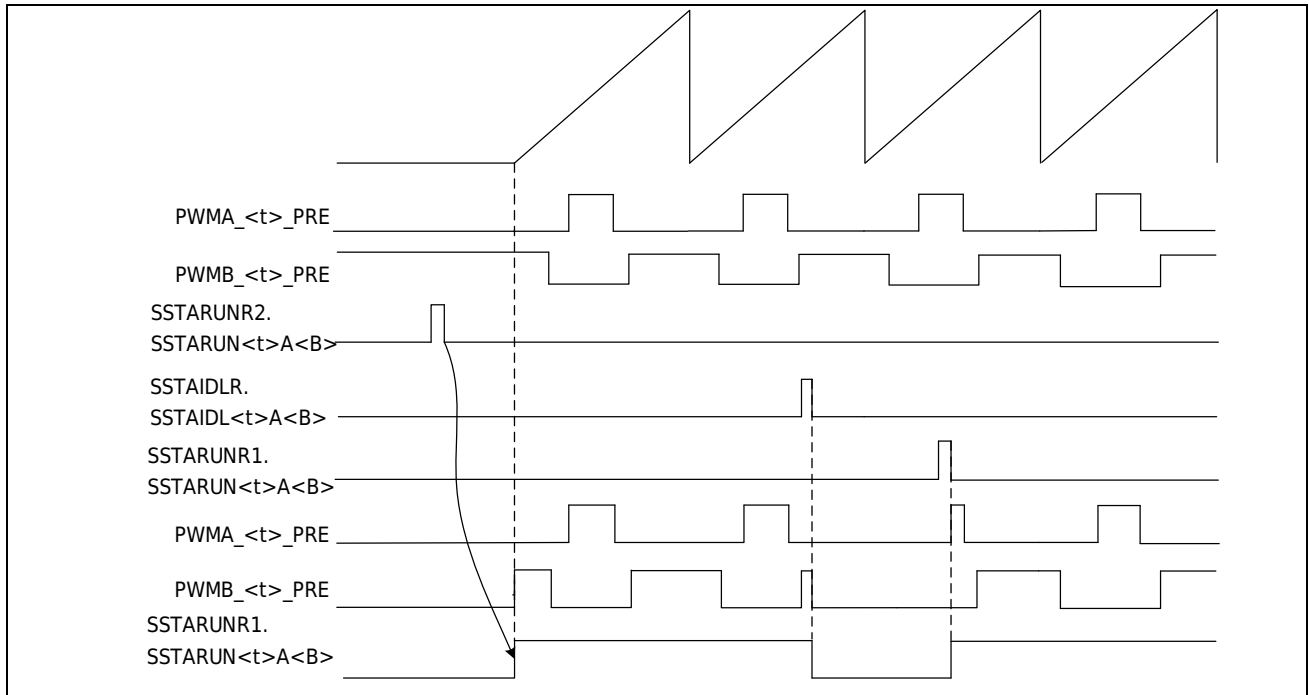 PWMA_<t>_PRE
PWMB_<t>_PRE
SSTARUNR2.
SSTARUN<t>A<B>
SSTAIDLR.
SSTAIDL<t>A<B>
SSTARUNR1.
SSTARUN<t>A<B>
PWMA_<t>_PRE
PWMB_<t>_PRE
SSTARUNR1.
SSTARUN<t>A<B>